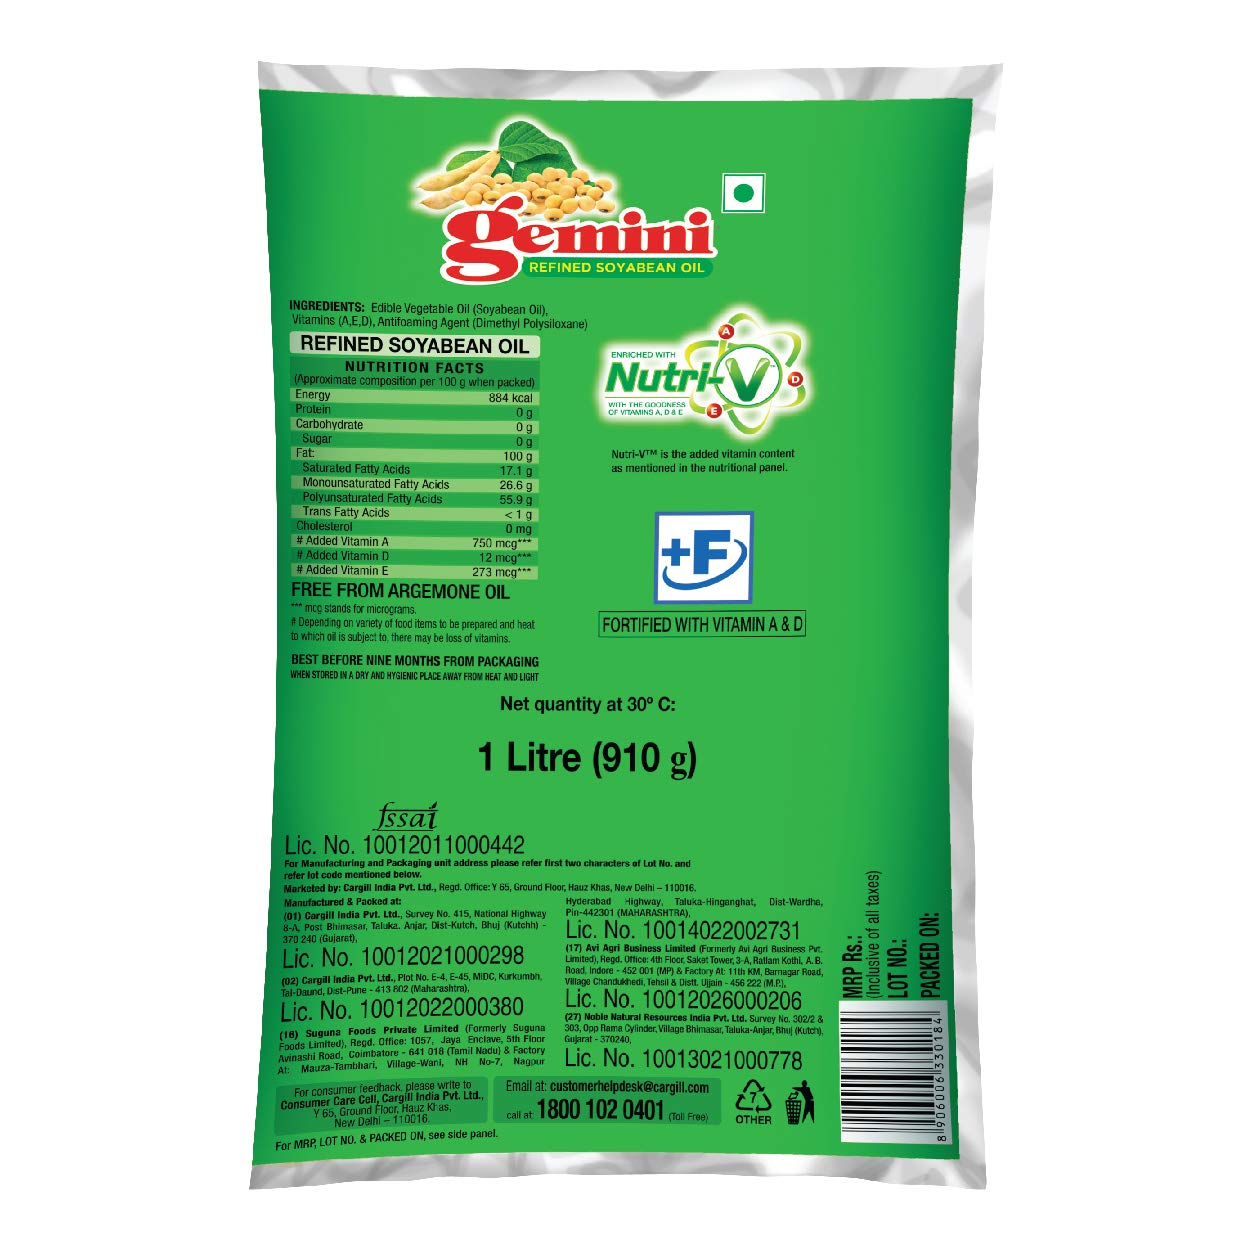 gemini
REFINED SOYABEAN OIL
INGREDIENTS: Edible Vegetable Oil (Soyabean Oil),
Vitamins (A,E,D), Antifoaming Agent (Dimethyl Polysiloxane)
REFINED SOYABEAN OIL
NUTRITION FACTS
(Approximate composition per 100 g when packed)
Energy 884 kcal
Protein 0 g
Carbohydrate 0 g
Sugar 0 g
Fat: 100 g
Saturated Fatty Acids 17.1 g
Monounsaturated Fatty Acids 26.6 g
Polyunsaturated Fatty Acids 55.9 g
Trans Fatty Acids < 1 g
Cholesterol 0 mg
# Added Vitamin A 750 mcg***
# Added Vitamin D 12 mcg***
# Added Vitamin E 273 mcg***
FREE FROM ARGEMONE OIL
*** mcg stands for micrograms.
# Depending on variety of food items to be prepared and heat
to which oil is subject to, there may be loss of vitamins.
BEST BEFORE NINE MONTHS FROM PACKAGING
WHEN STORED IN A DRY AND HYGIENIC PLACE AWAY FROM HEAT AND LIGHT
ENRICHED WITH
Nutri-V™
WITH THE GOODNESS
OF VITAMINS A, D & E
A
D
E
Nutri-V™ is the added vitamin content
as mentioned in the nutritional panel.
+F
FORTIFIED WITH VITAMIN A & D
Net quantity at 30º C:
1 Litre (910 g)
fssai
Lic. No. 10012011000442
For Manufacturing and Packaging unit address please refer first two characters of Lot No. and
refer lot code mentioned below.
Marketed by: Cargill India Pvt. Ltd., Regd. Office: Y 65, Ground Floor, Hauz Khas, New Delhi – 110016.
Manufactured & Packed at:
(01) Cargill India Pvt. Ltd., Survey No. 415, National Highway
8-A, Post Bhimasar, Taluka. Anjar, Dist-Kutch, Bhuj (Kutchh) -
370 240 (Gujarat),
Lic. No. 10012021000298
(02) Cargill India Pvt. Ltd., Plot No. E-4, E-45, MIDC, Kurkumbh,
Tal-Daund, Dist-Pune - 413 802 (Maharashtra),
Lic. No. 10012022000380
(16) Suguna Foods Private Limited (Formerly Suguna
Foods Limited), Regd. Office: 1057, Jaya Enclave, 5th Floor
Avinashi Road, Coimbatore - 641 018 (Tamil Nadu) & Factory
At: Mauza-Tambhari, Village-Wani, NH No-7, Nagpur
Hyderabad Highway, Taluka-Hinganghat, Dist-Wardha,
Pin-442301 (MAHARASHTRA),
Lic. No. 10014022002731
(17) Avi Agri Business Limited (Formerly Avi Agri Business Pvt.
Limited), Regd. Office: 4th Floor, Saket Tower, 3-A, Ratlam Kothi, A. B.
Road, Indore - 452 001 (MP) & Factory At: 11th KM, Barnagar Road,
Village Chandukhedi, Tehsil & Distt. Ujjain - 456 222 (M.P.),
Lic. No. 10012026000206
(27) Noble Natural Resources India Pvt. Ltd. Survey No. 302/2 &
303, Opp Rama Cylinder, Village Bhimasar, Taluka-Anjar, Bhuj (Kutch),
Gujarat - 370240,
Lic. No. 10013021000778
For consumer feedback, please write to
Consumer Care Cell, Cargill India Pvt. Ltd.,
Y 65, Ground Floor, Hauz Khas,
New Delhi – 110016.
Email at: customerhelpdesk@cargill.com
call at: 1800 102 0401 (Toll Free)
7
OTHER
For MRP, LOT NO. & PACKED ON, see side panel.
MRP Rs.:
(Inclusive of all taxes)
LOT NO.:
PACKED ON:
8 906006 330184